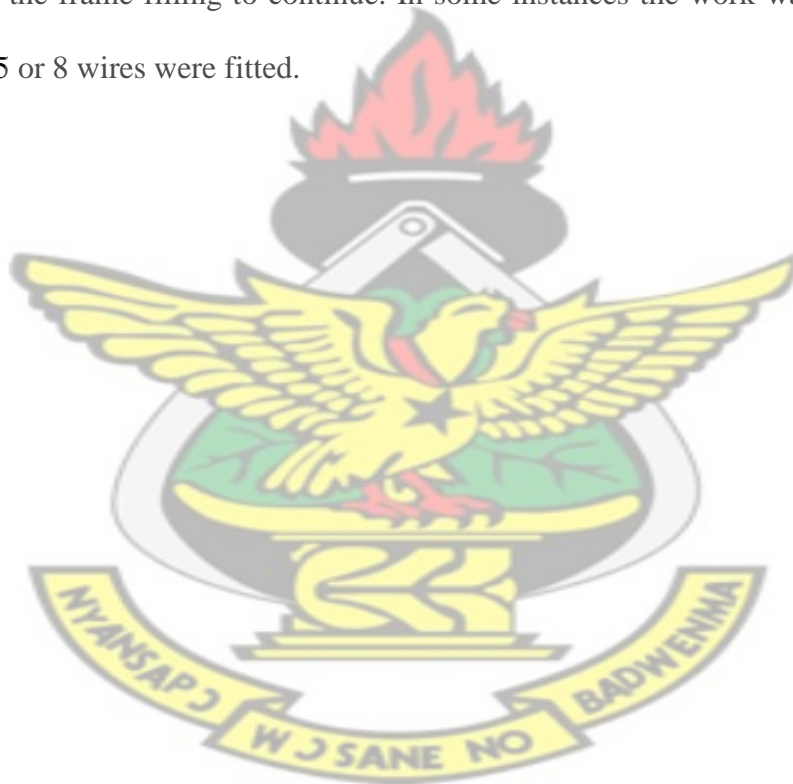 the frame filling to continue. In some instances the work
5 or 8 wires were fitted.
NYANSAPƆ
WƆSANE NO
BADWENMA